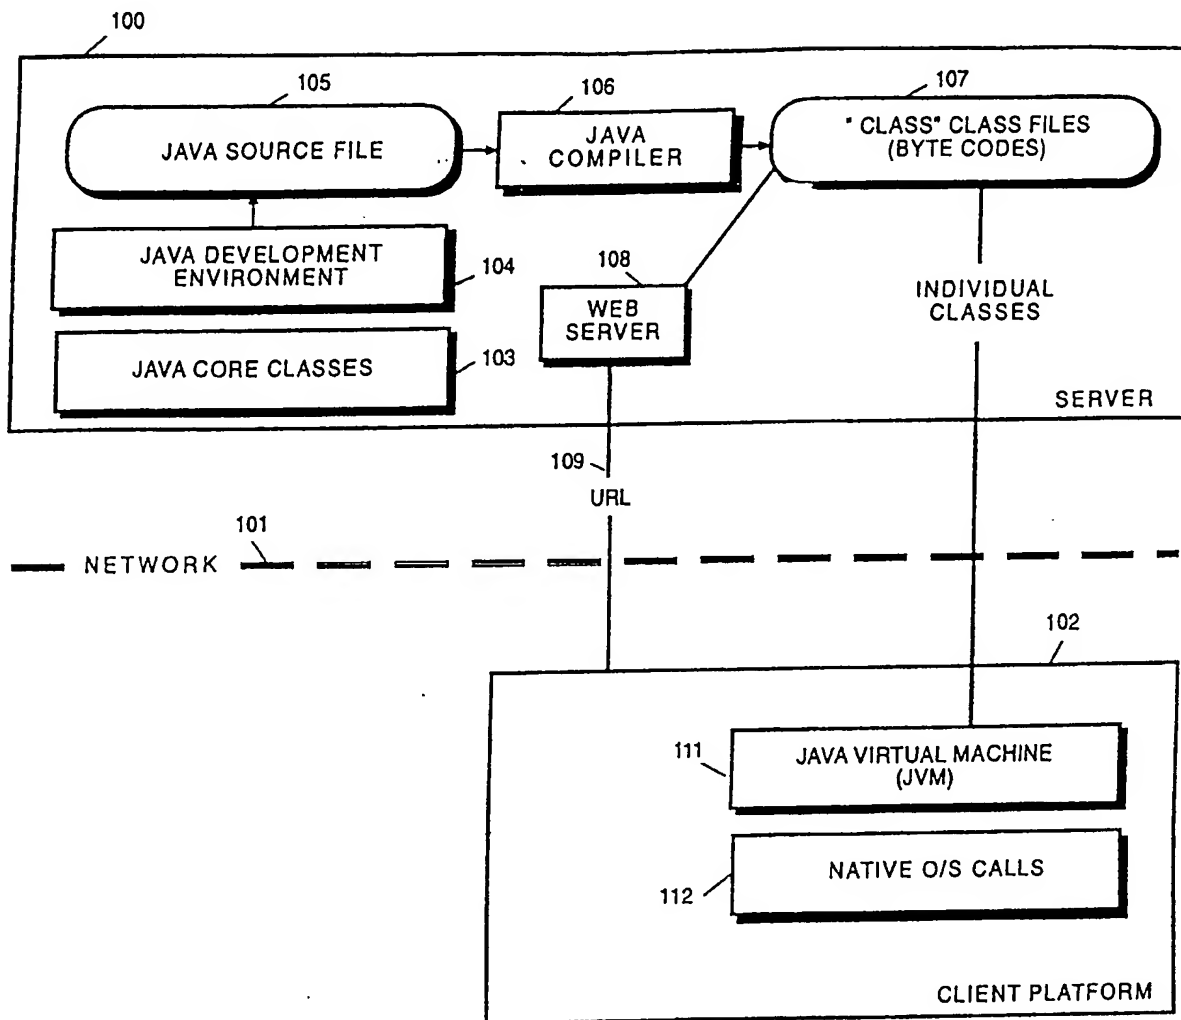 100
105
106
107
JAVA SOURCE FILE
JAVA
COMPILER
"CLASS" CLASS FILES
(BYTE CODES)
JAVA DEVELOPMENT
ENVIRONMENT
104
108
WEB
SERVER
INDIVIDUAL
CLASSES
JAVA CORE CLASSES
103
SERVER
109
URL
101
NETWORK
102
111
JAVA VIRTUAL MACHINE
(JVM)
112
NATIVE O/S CALLS
CLIENT PLATFORM